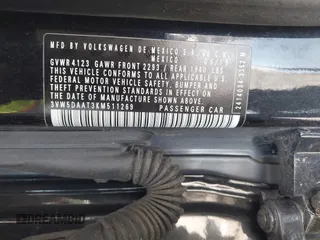 MFD. BY VOLKSWAGEN DE MEXICO S.A. DE C.V.
MEXICO
GVWR 4123 GAWR FRONT 2293 / REAR LBS
THIS VEHICLE CONFORMS TO ALL APPLICABLE U.S.
FEDERAL MOTOR VEHICLE SAFETY AND
THEFT PREVENTION STANDARDS IN EFFECT ON THE
DATE OF MANUFACTURE SHOWN ABOVE
3VW5DAAT3KM511269
PASSENGER CAR